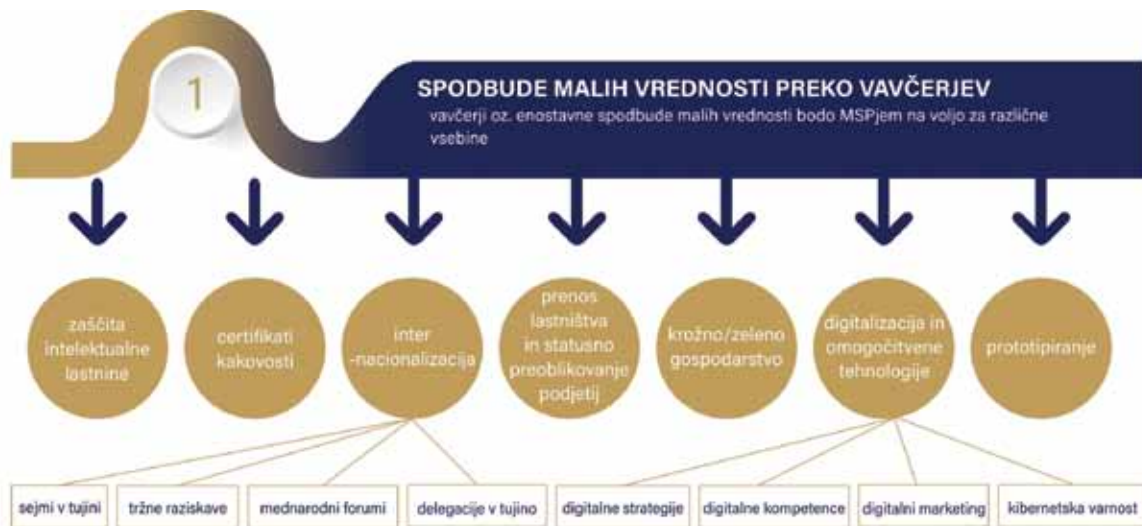 1
SPODBUDE MALIH VREDNOSTI PREKO VAVČERJEV
vavčerji oz. enostavne spodbude malih vrednosti bodo MSPjem na voljo za različne
vsebine
zaščita
intelektualne
lastnine
certifikati
kakovosti
inter
-nacionalizacija
prenos
lastništva
in statusno
preoblikovanje
podjetij
krožno/zeleno
gospodarstvo
digitalizacija in
omogočitvene
tehnologije
prototipiranje
sejmi v tujini
tržne raziskave
mednarodni forumi
delegacije v tujino
digitalne strategije
digitalne kompetence
digitalni marketing
kibernetska varnost